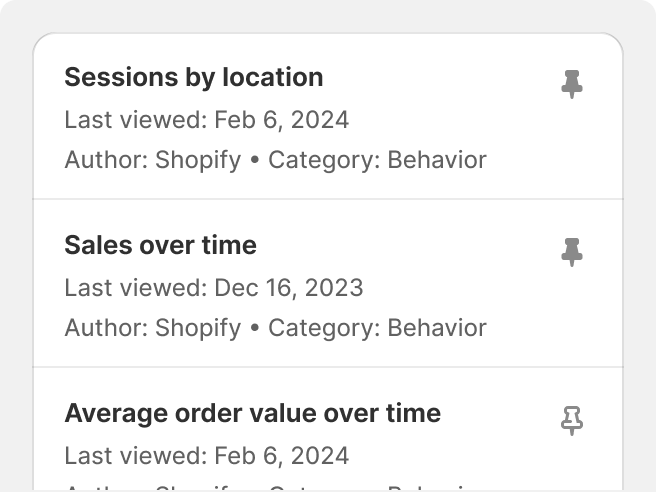 Sessions by location
Last viewed: Feb 6, 2024
Author: Shopify • Category: Behavior
Sales over time
Last viewed: Dec 16, 2023
Author: Shopify • Category: Behavior
Average order value over time
Last viewed: Feb 6, 2024